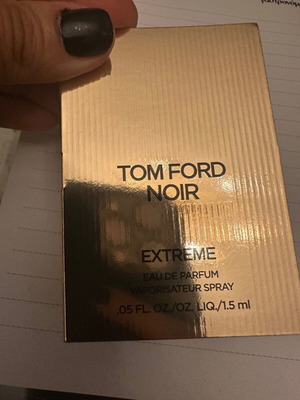 TOM FORD
NOIR
EXTREME
EAU DE PARFUM
VAPORISATEUR SPRAY
.05 FL. OZ./OZ. LIQ./1.5 ml